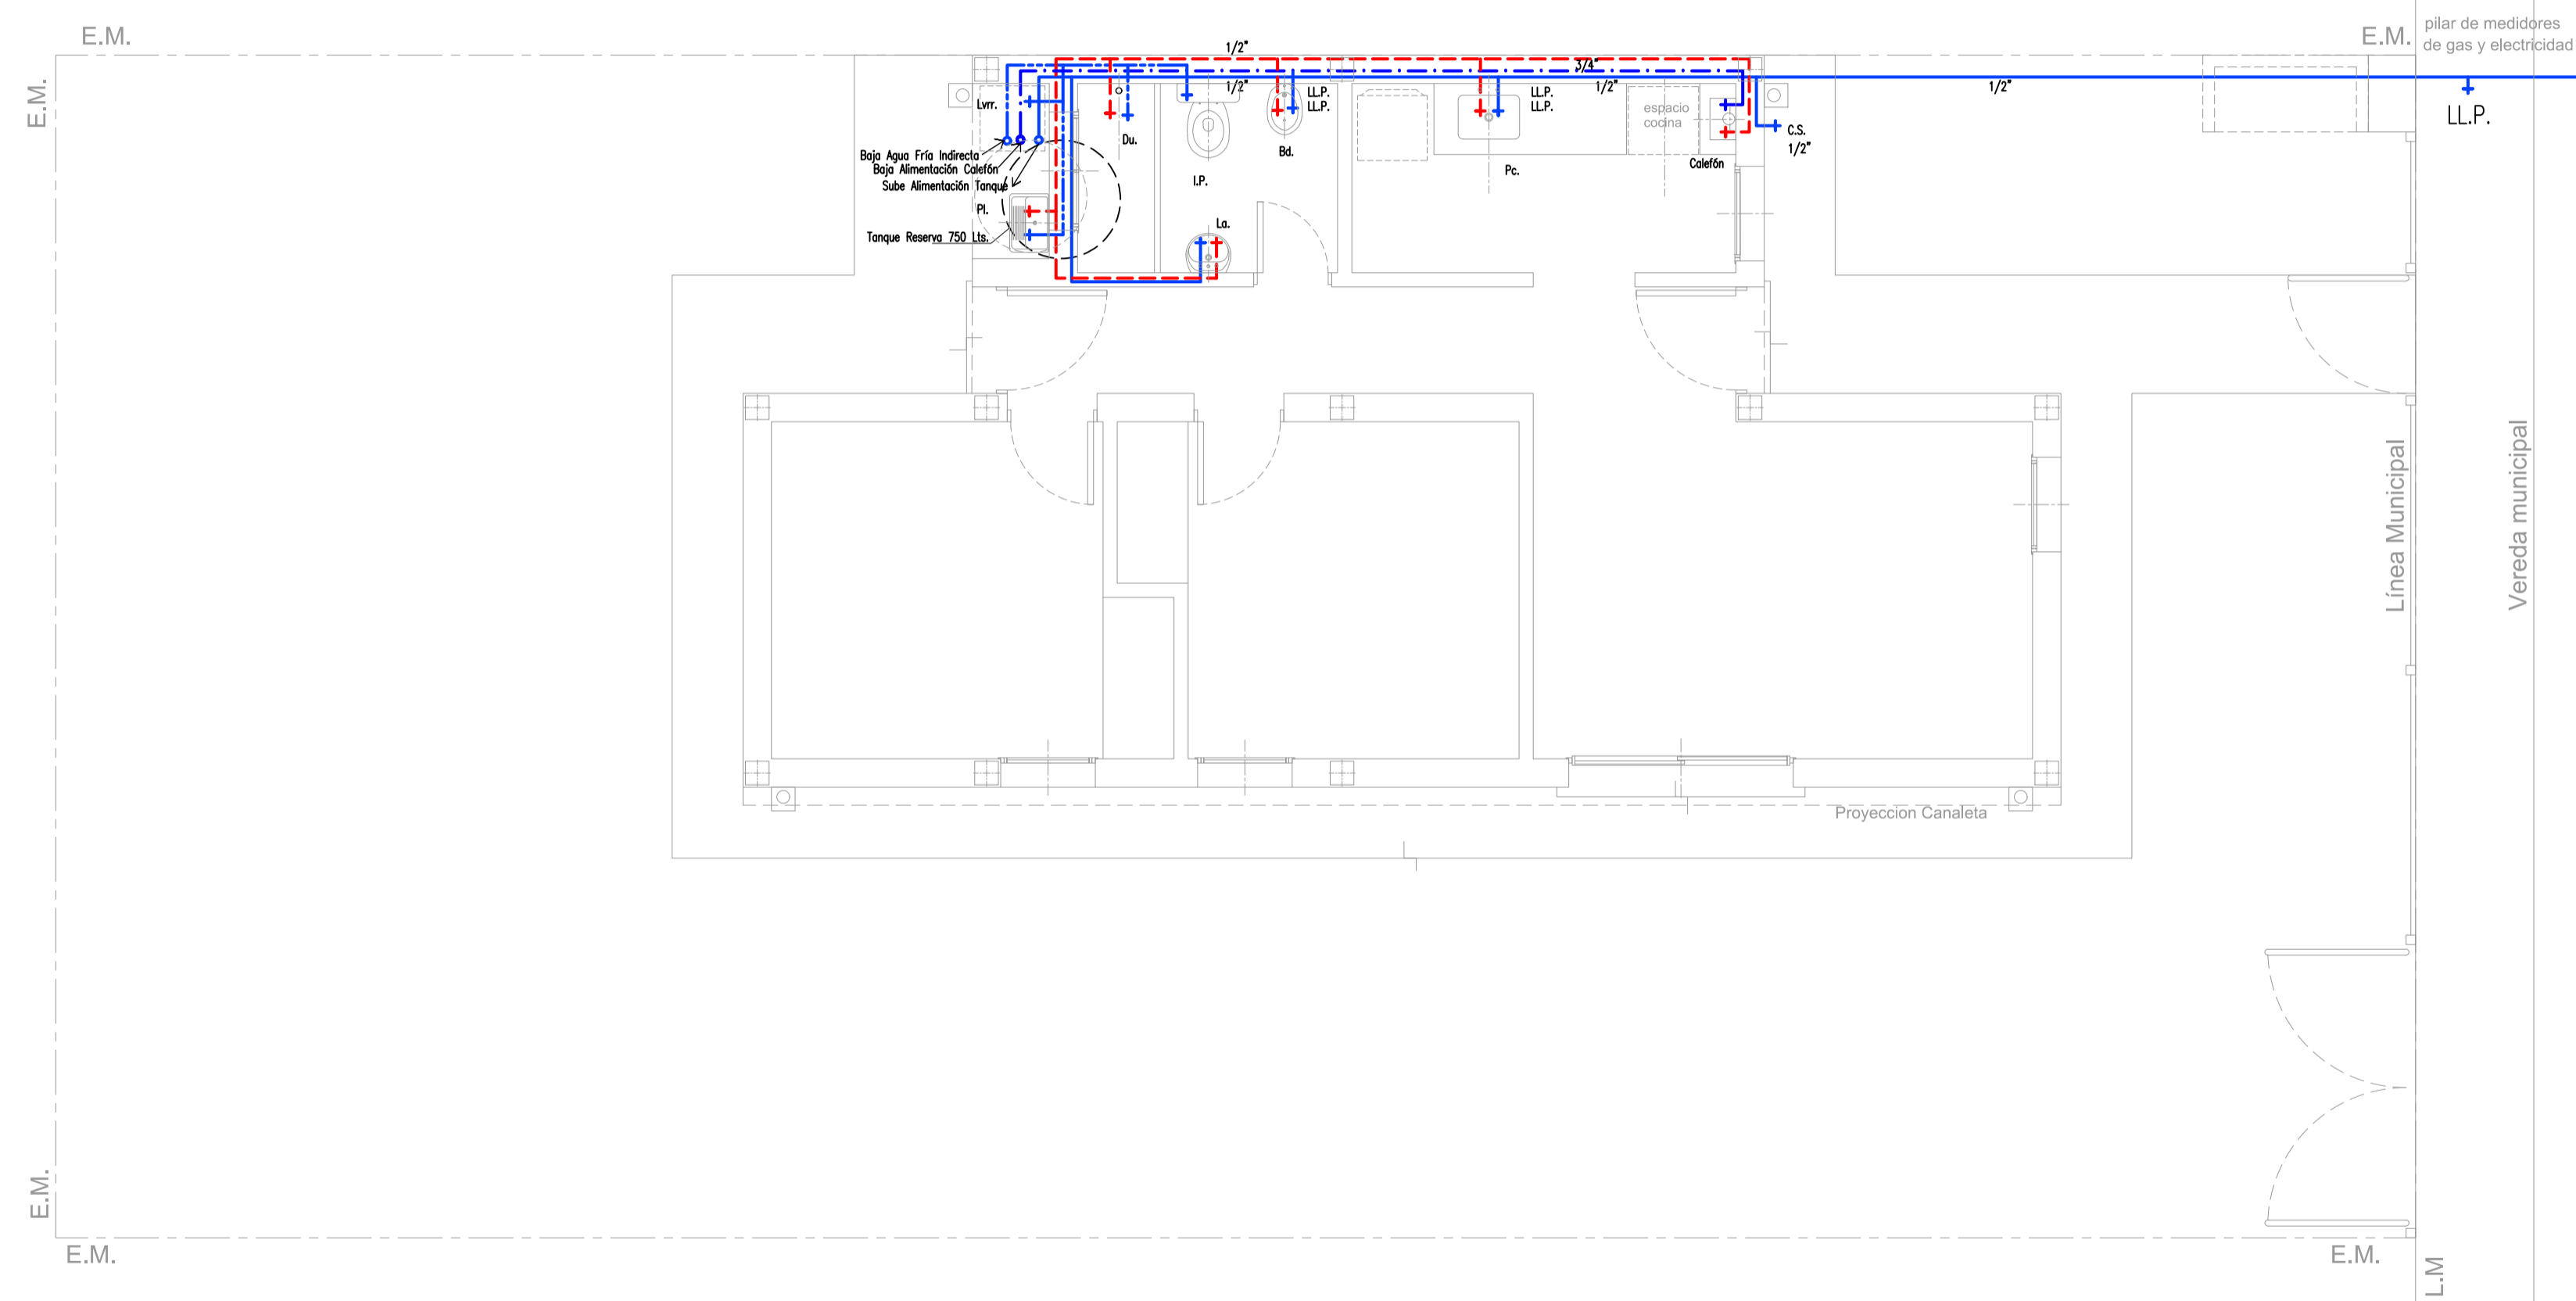 E.M.
E.M.
pilar de medidores
de gas y electricidad
E.M.
1/2"
3/4"
1/2"
1/2"
1/2"
LL.P.
LL.P.
LL.P.
LL.P.
espacio
cocina
LL.P.
Lvrr.
Du.
Bd.
C.S.
1/2"
Baja Agua Fría Indirecta
Baja Alimentación Calefón
Sube Alimentación Tanque
I.P.
Pc.
Calefón
Pl.
La.
Tanque Reserva 750 Lts.
Línea Municipal
Vereda municipal
Proyeccion Canaleta
E.M.
E.M.
E.M.
L.M